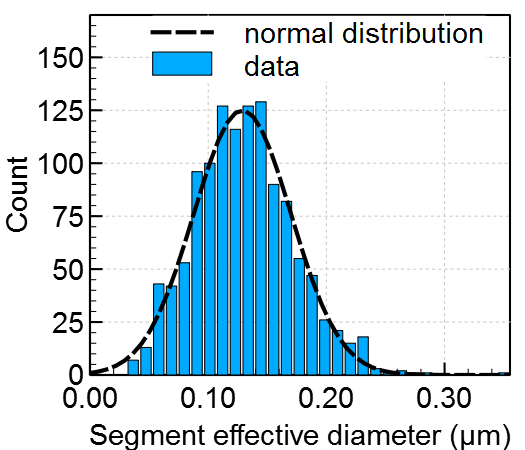 normal distribution
data
150
125
100
75
50
25
0
Count
0.00 0.10 0.20 0.30
Segment effective diameter (µm)